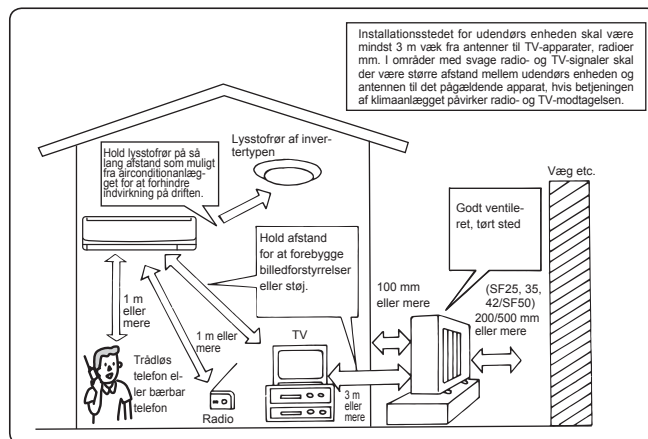 Installationsstedet for udendørs enheden skal være
mindst 3 m væk fra antenner til TV-apparater, radioer
mm. I områder med svage radio- og TV-signaler skal
der være større afstand mellem udendørs enheden og
antennen til det pågældende apparat, hvis betjeningen
af klimaanlægget påvirker radio- og TV-modtagelsen.
Lysstofrør af inver-
tertypen
Hold lysstofrør på så
lang afstand som muligt
fra airconditionanlæg-
get for at forhindre
indvirkning på driften.
Væg etc.
Godt ventile-
ret, tørt sted
Hold afstand
for at forebygge
billedforstyrrelser
eller støj.
100 mm
eller mere
(SF25, 35,
42/SF50)
200/500 mm
eller mere
1 m
eller
mere
1 m eller
mere
TV
Trådløs
telefon el-
ler bærbar
telefon
Radio
3 m
eller
mere